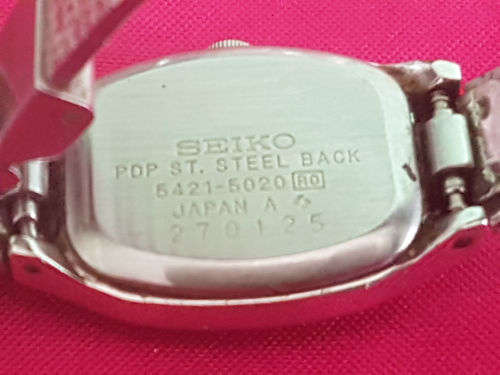 SEIKO
PDP ST. STEEL BACK
5421-5020 RO
JAPAN A
270125